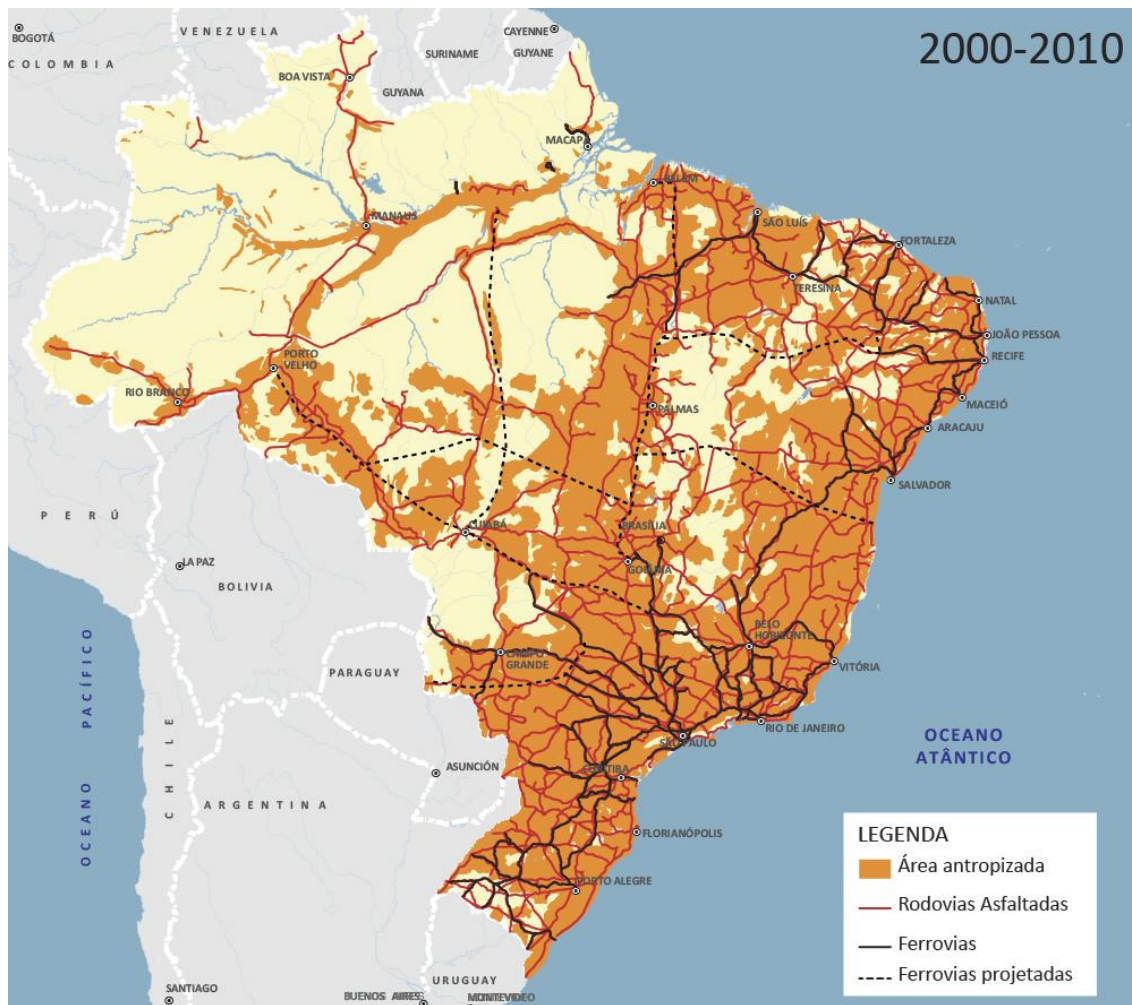 2000-2010
BOGOTÁ
VENEZUELA
CAYENNE
COLOMBIA
SURINAME
GUYANE
BOA VISTA
GUYANA
MACAPÁ
BELÉM
MANAUS
SÃO LUÍS
FORTALEZA
TERESINA
NATAL
JOÃO PESSOA
PORTO
VELHO
RECIFE
RIO BRANCO
MACEIÓ
PALMAS
ARACAJU
SALVADOR
PERÚ
CUIABÁ
BRASÍLIA
LA PAZ
GOIÂNIA
BOLIVIA
BELO
HORIZONTE
CAMPO
GRANDE
VITÓRIA
PARAGUAY
RIO DE JANEIRO
SÃO PAULO
OCEANO PACÍFICO
CHILE
OCEANO
ATÂNTICO
ASUNCIÓN
CURITIBA
ARGENTINA
FLORIANÓPOLIS
PORTO ALEGRE
LEGENDA
Área antropizada
Rodovias Asfaltadas
Ferrovias
Ferrovias projetadas
URUGUAY
SANTIAGO
BUENOS AIRES
MONTEVIDEO